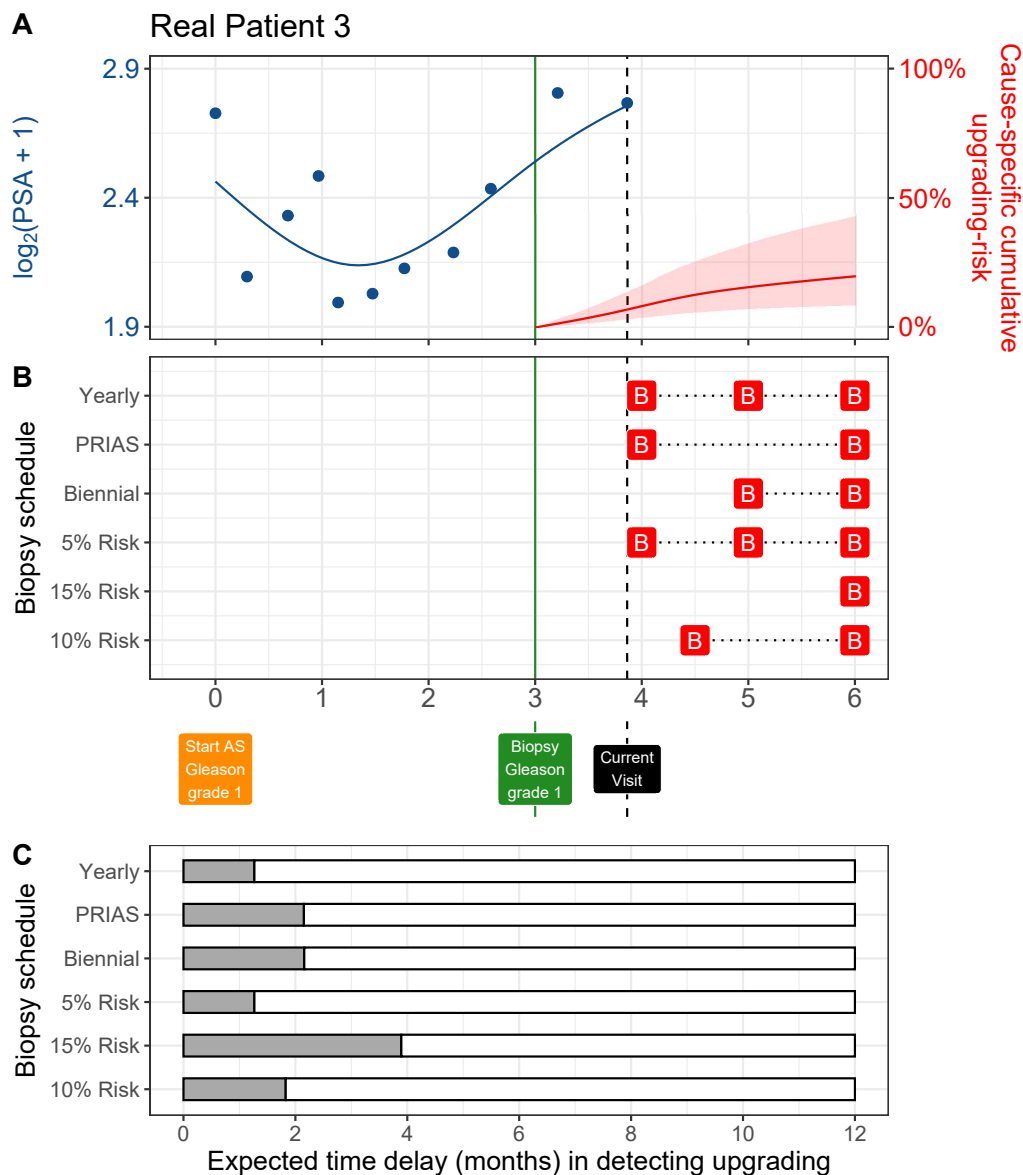 A
Real Patient 3
2.9
2.4
1.9
log₂(PSA + 1)
100%
50%
0%
Cause-specific cumulative
upgrading-risk
B
Yearly
PRIAS
Biennial
5% Risk
15% Risk
10% Risk
Biopsy schedule
B B B
B B
B B
B B B
B
B B
0 1 2 3 4 5 6
Start AS
Gleason
grade 1
Biopsy
Gleason
grade 1
Current
Visit
C
Yearly
PRIAS
Biennial
5% Risk
15% Risk
10% Risk
Biopsy schedule
0 2 4 6 8 10 12
Expected time delay (months) in detecting upgrading